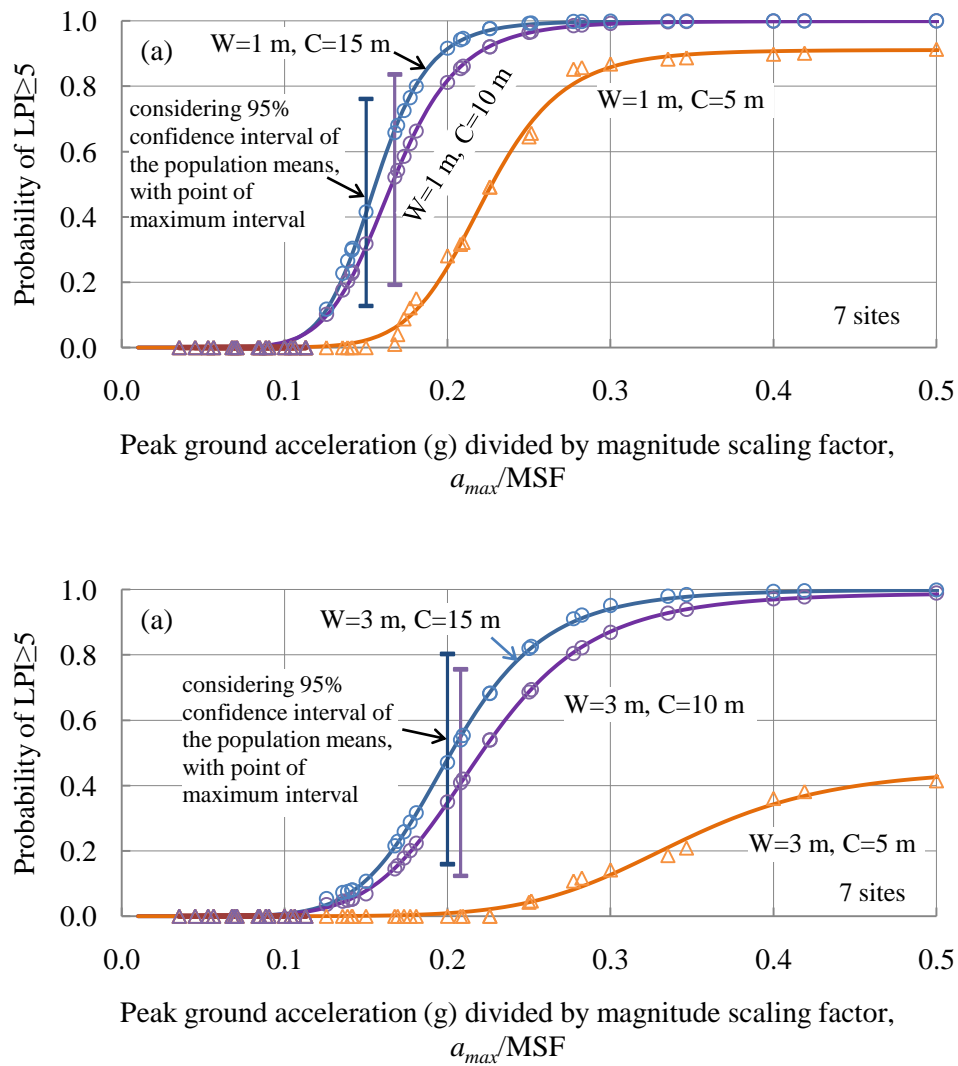 (a)
W=1 m, C=15 m
considering 95%
confidence interval of
the population means,
with point of
maximum interval
W=1 m, C=10 m
W=1 m, C=5 m
7 sites
Probability of LPI≥5
1.0
0.8
0.6
0.4
0.2
0.0
0.0 0.1 0.2 0.3 0.4 0.5
Peak ground acceleration (g) divided by magnitude scaling factor,
amax/MSF
(a)
W=3 m, C=15 m
considering 95%
confidence interval of
the population means,
with point of
maximum interval
W=3 m, C=10 m
W=3 m, C=5 m
7 sites
Probability of LPI≥5
1.0
0.8
0.6
0.4
0.2
0.0
0.0 0.1 0.2 0.3 0.4 0.5
Peak ground acceleration (g) divided by magnitude scaling factor,
amax/MSF